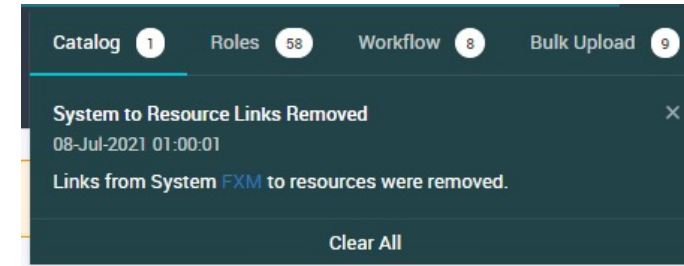 Catalog 1 Roles 58 Workflow 8 Bulk Upload 9
System to Resource Links Removed
08-Jul-2021 01:00:01
Links from System FXM to resources were removed.
Clear All